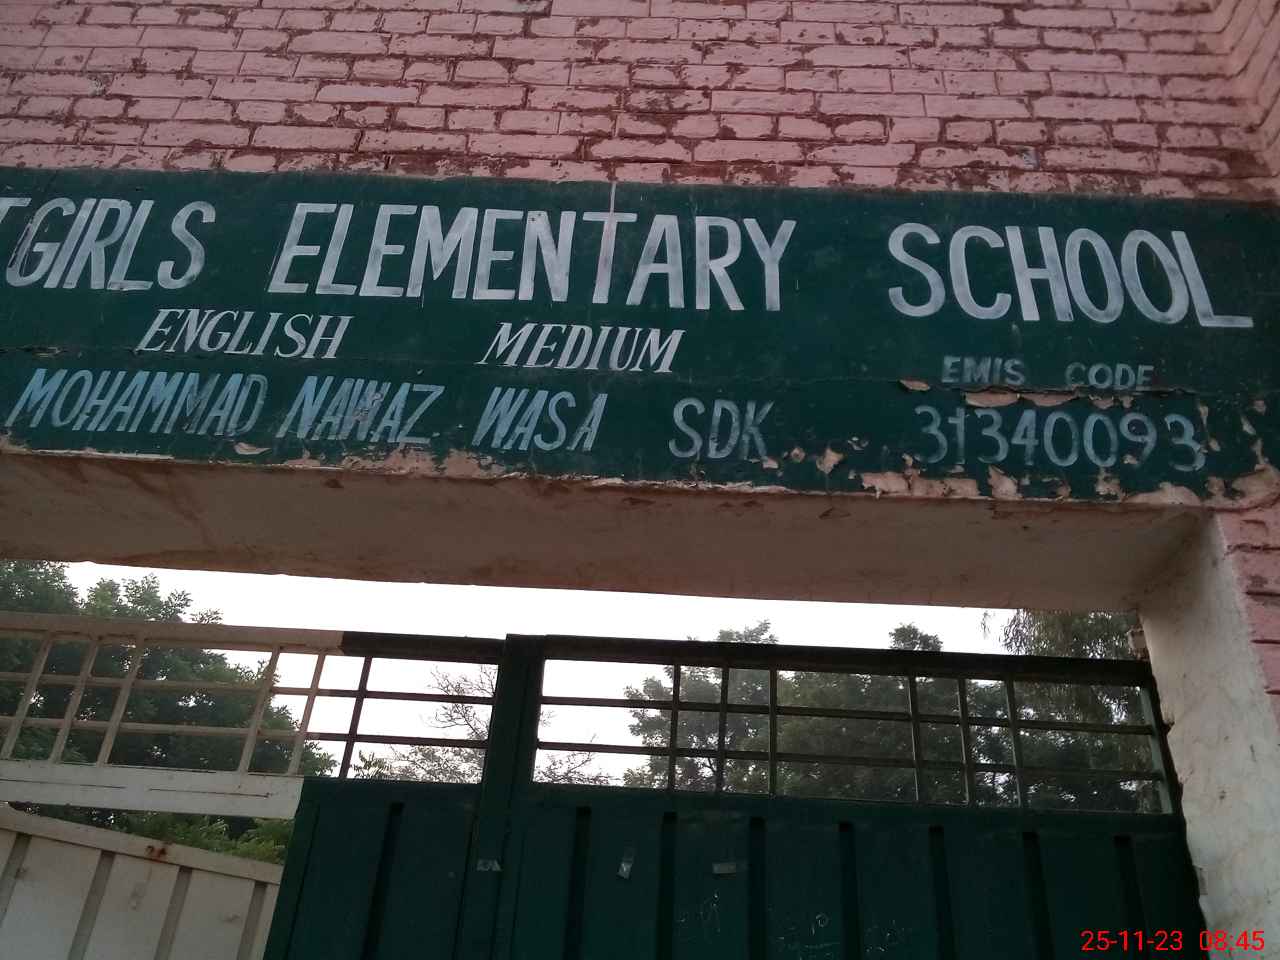 T GIRLS ELEMENTARY SCHOOL
ENGLISH MEDIUM
EMIS CODE
MOHAMMAD NAWAZ WASA SDK 31340093
25-11-23 08:45